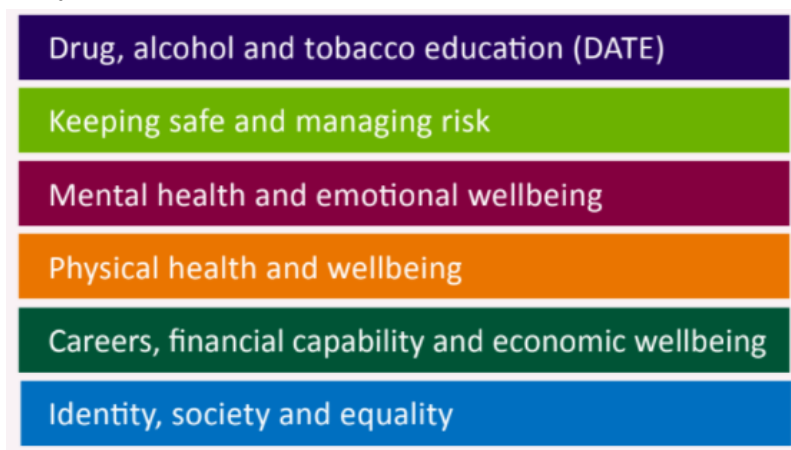 Drug, alcohol and tobacco education (DATE)
Keeping safe and managing risk
Mental health and emotional wellbeing
Physical health and wellbeing
Careers, financial capability and economic wellbeing
Identity, society and equality